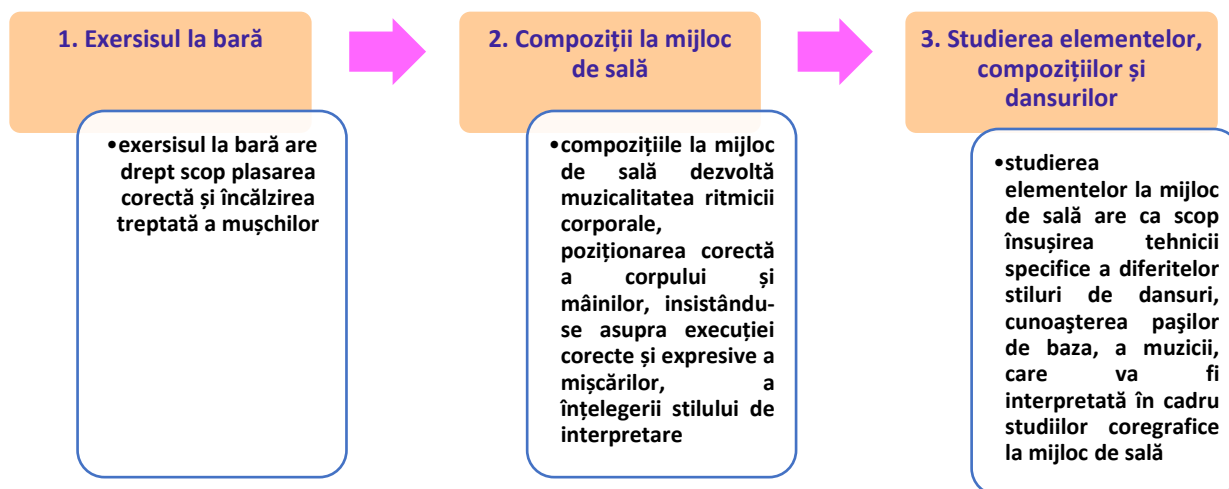 1. Exersisul la bară
•exersisul la bară are
drept scop plasarea
corectă și încălzirea
treptată a mușchilor
2. Compoziții la mijloc
de sală
•compozițiile la mijloc
de sală dezvoltă
muzicalitatea ritmicii
corporale,
poziționarea corectă
a corpului și
mâinilor, insistându-
se asupra execuției
corecte și expresive a
mișcărilor, a
înțelegerii stilului de
interpretare
3. Studierea elementelor,
compozițiilor și
dansurilor
•studierea
elementelor la mijloc
de sală are ca scop
însușirea tehnicii
specifice a diferitelor
stiluri de dansuri,
cunoaşterea paşilor
de baza, a muzicii,
care va fi
interpretată în cadru
studiilor coregrafice
la mijloc de sală